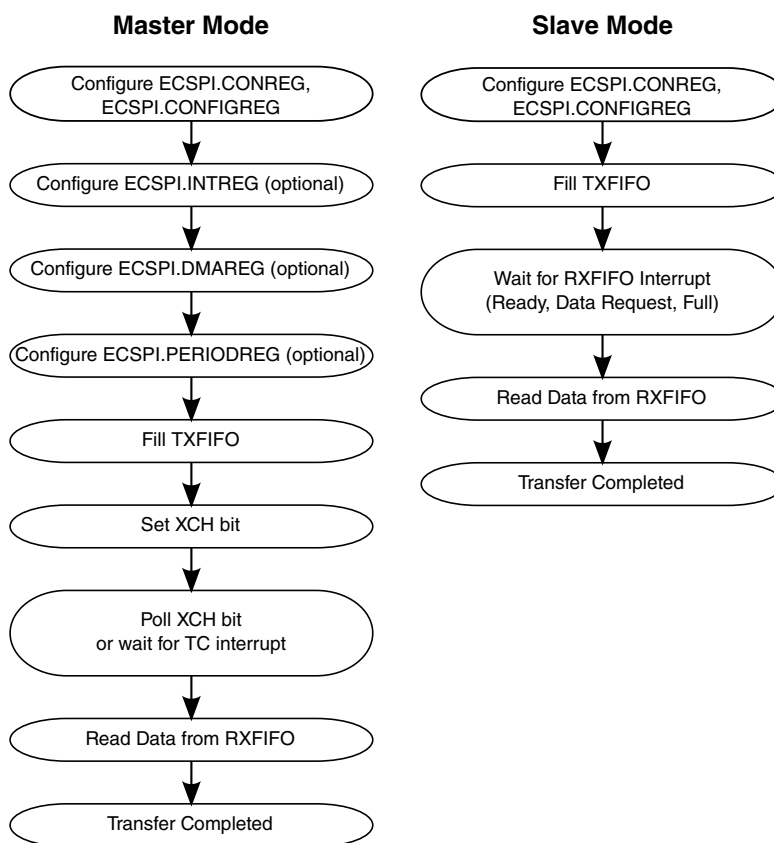 Master Mode
Configure ECSPI.CONREG,
ECSPI.CONFIGREG
Configure ECSPI.INTREG (optional)
Configure ECSPI.DMAREG (optional)
Configure ECSPI.PERIODREG (optional)
Fill TXFIFO
Set XCH bit
Poll XCH bit
or wait for TC interrupt
Read Data from RXFIFO
Transfer Completed
Slave Mode
Configure ECSPI.CONREG,
ECSPI.CONFIGREG
Fill TXFIFO
Wait for RXFIFO Interrupt
(Ready, Data Request, Full)
Read Data from RXFIFO
Transfer Completed